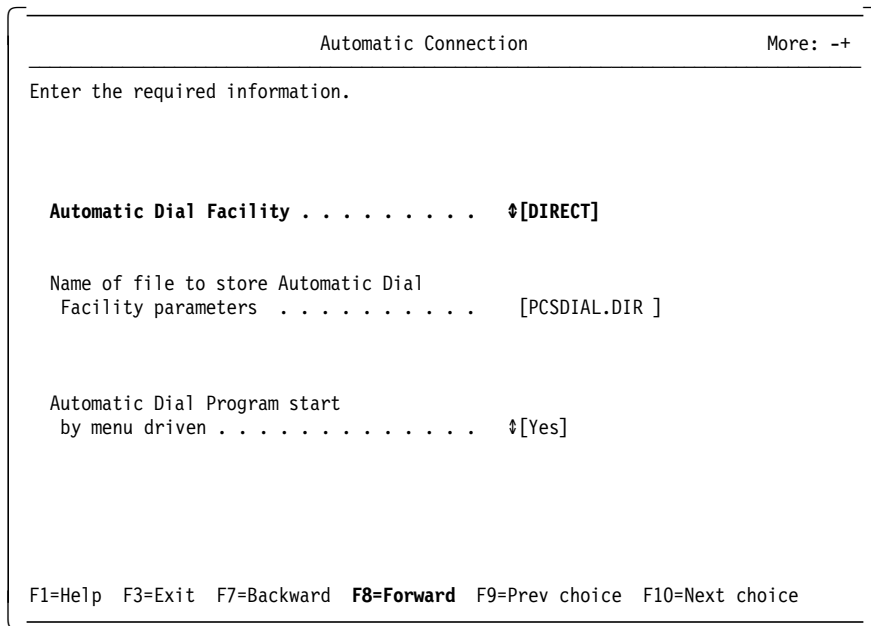 Automatic Connection More: -+
Enter the required information.
Automatic Dial Facility . . . . . . . . . ⇕[DIRECT]
Name of file to store Automatic Dial
Facility parameters . . . . . . . . . . [PCSDIAL.DIR ]
Automatic Dial Program start
by menu driven . . . . . . . . . . . . . ⇕[Yes]
F1=Help F3=Exit F7=Backward F8=Forward F9=Prev choice F10=Next choice